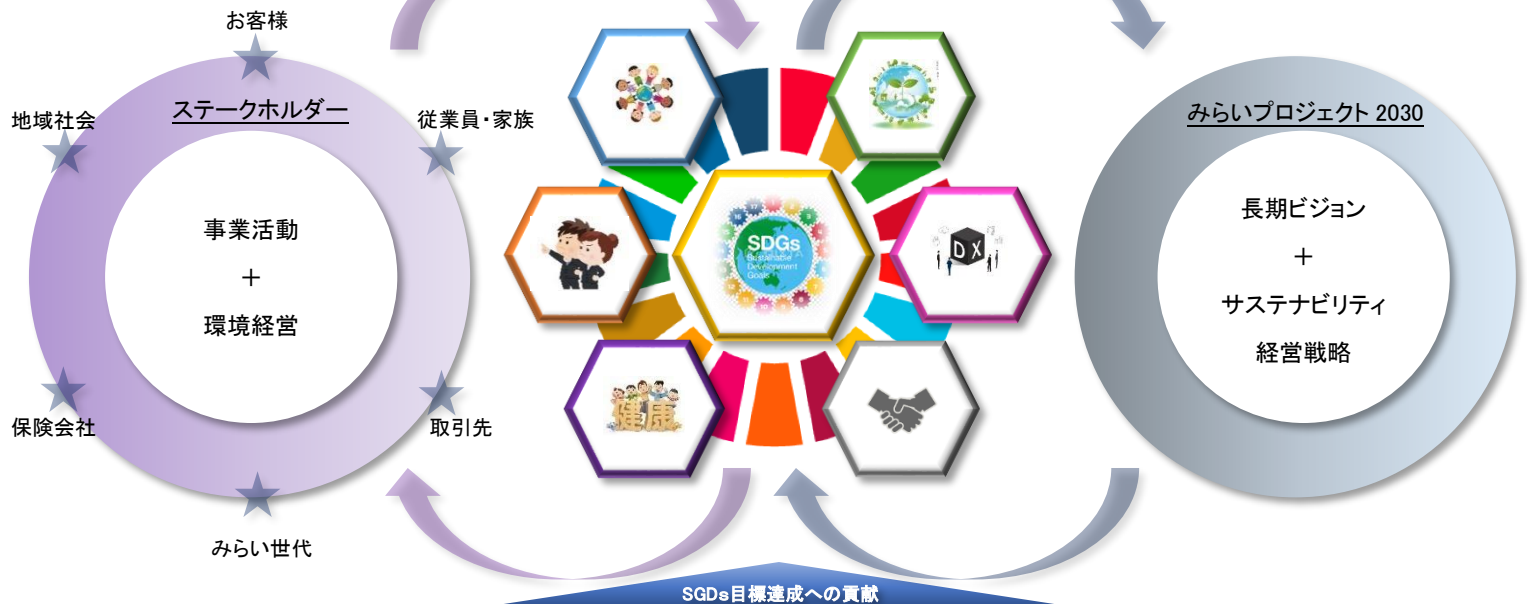 お客様
地域社会
ステークホルダー
従業員・家族
事業活動
+
環境経営
保険会社
取引先
みらい世代
SDGs
Sustainable
Development
Goals
DX
健康
みらいプロジェクト 2030
長期ビジョン
+
サステナビリティ
経営戦略
SGDs目標達成への貢献